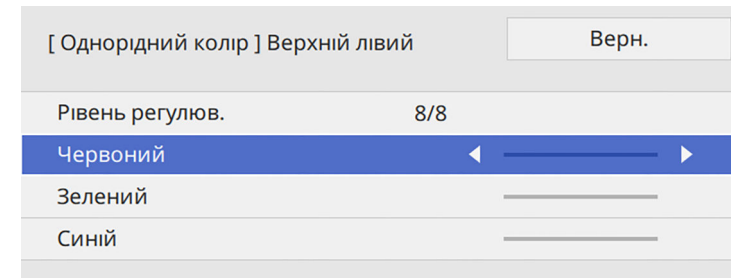 [ Однорідний колір ] Верхній лівий
Верн.
Рівень регулюв. 8/8
Червоний
Зелений
Синій